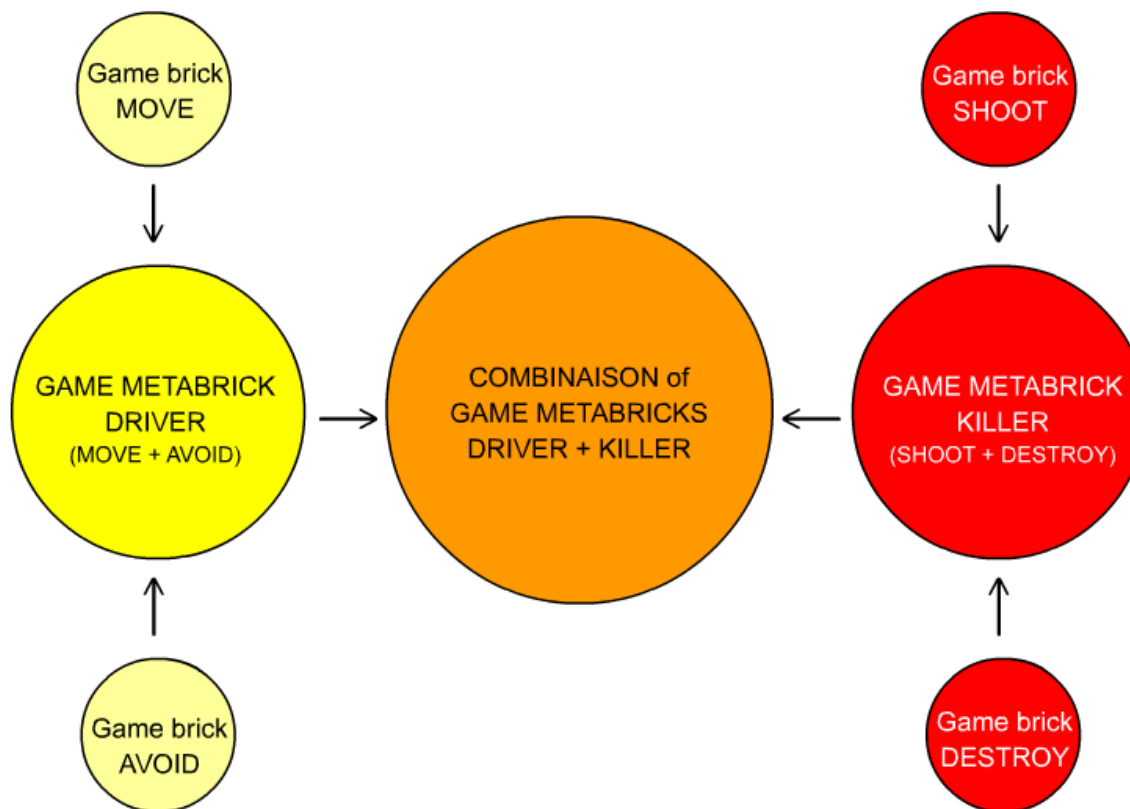 Game brick
MOVE
Game brick
SHOOT
GAME METABRICK
DRIVER
(MOVE + AVOID)
COMBINAISON of
GAME METABRICKS
DRIVER + KILLER
GAME METABRICK
KILLER
(SHOOT + DESTROY)
Game brick
AVOID
Game brick
DESTROY